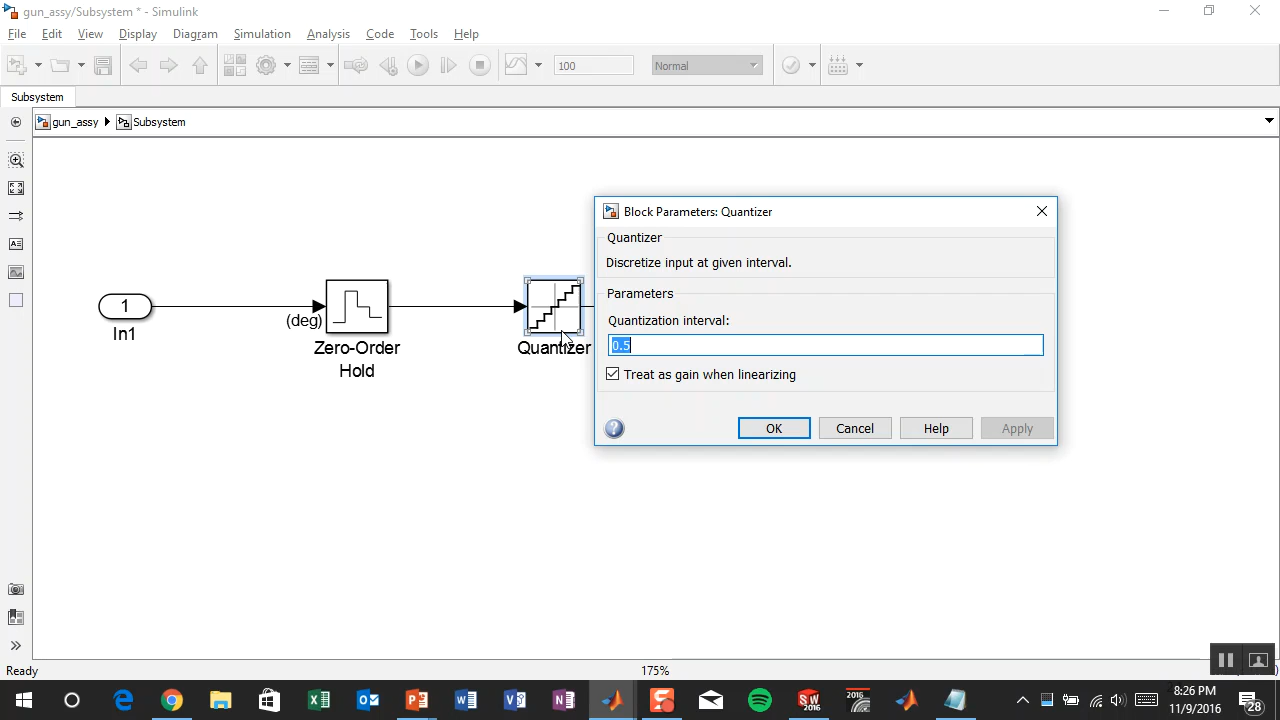 gun_assy/Subsystem * - Simulink
File Edit View Display Diagram Simulation Analysis Code Tools Help
100 Normal
Subsystem
gun_assy Subsystem
Block Parameters: Quantizer
Quantizer
Discretize input at given interval.
Parameters
Quantization interval:
0.5
Treat as gain when linearizing
OK Cancel Help Apply
1
In1
(deg)
Zero-Order
Hold
Quantizer
Ready 175%
8:26 PM
11/9/2016
28